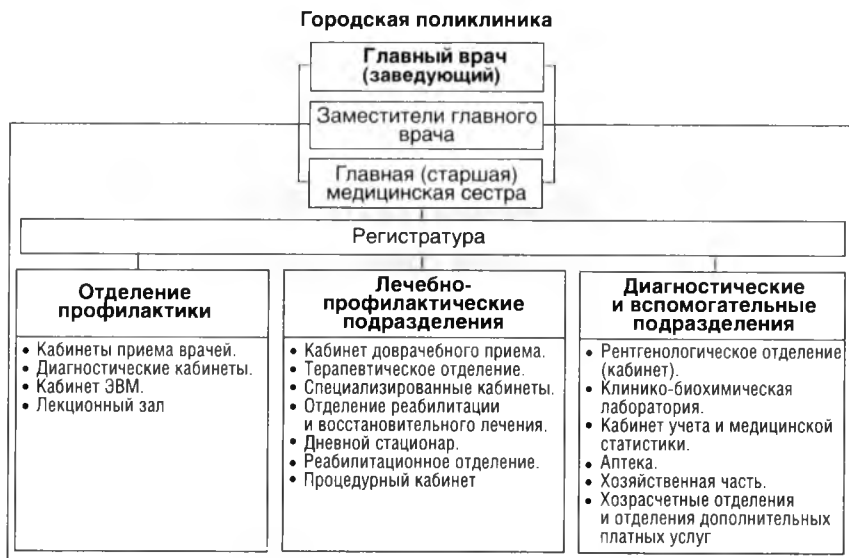 Городская поликлиника
Главный врач
(заведующий)
Заместители главного
врача
Главная (старшая)
медицинская сестра
Регистратура
Отделение
профилактики
• Кабинеты приема врачей.
• Диагностические кабинеты.
• Кабинет ЭВМ.
• Лекционный зал
Лечебно-
профилактические
подразделения
• Кабинет доврачебного приема.
• Терапевтическое отделение.
• Специализированные кабинеты.
• Отделение реабилитации
и восстановительного лечения.
• Дневной стационар.
• Реабилитационное отделение.
• Процедурный кабинет
Диагностические
и вспомогательные
подразделения
• Рентгенологическое отделение
(кабинет).
• Клинико-биохимическая
лаборатория.
• Кабинет учета и медицинской
статистики.
• Аптека.
• Хозяйственная часть.
• Хозрасчетные отделения
и отделения дополнительных
платных услуг